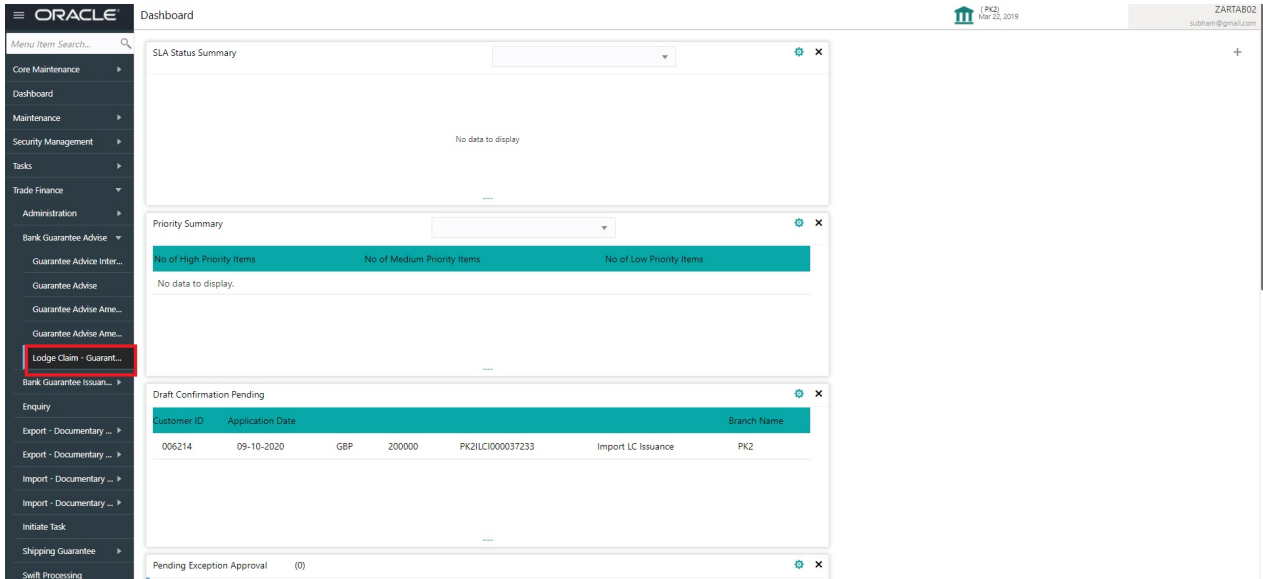 ORACLE
Dashboard
( PK2)
Mar 22, 2019
ZARTAB02
subham@gmail.com
Menu Item Search...
Core Maintenance
Dashboard
Maintenance
Security Management
Tasks
Trade Finance
Administration
Bank Guarantee Advise
Guarantee Advice Inter...
Guarantee Advise
Guarantee Advise Ame...
Guarantee Advise Ame...
Lodge Claim - Guarant...
Bank Guarantee Issuan...
Enquiry
Export - Documentary ...
Export - Documentary ...
Import - Documentary ...
Import - Documentary ...
Initiate Task
Shipping Guarantee
Swift Processing
SLA Status Summary
No data to display
Priority Summary
No of High Priority Items No of Medium Priority Items No of Low Priority Items
No data to display.
Draft Confirmation Pending
Customer ID Application Date Branch Name
006214 09-10-2020 GBP 200000 PK2ILCI000037233 Import LC Issuance PK2
Pending Exception Approval (0)